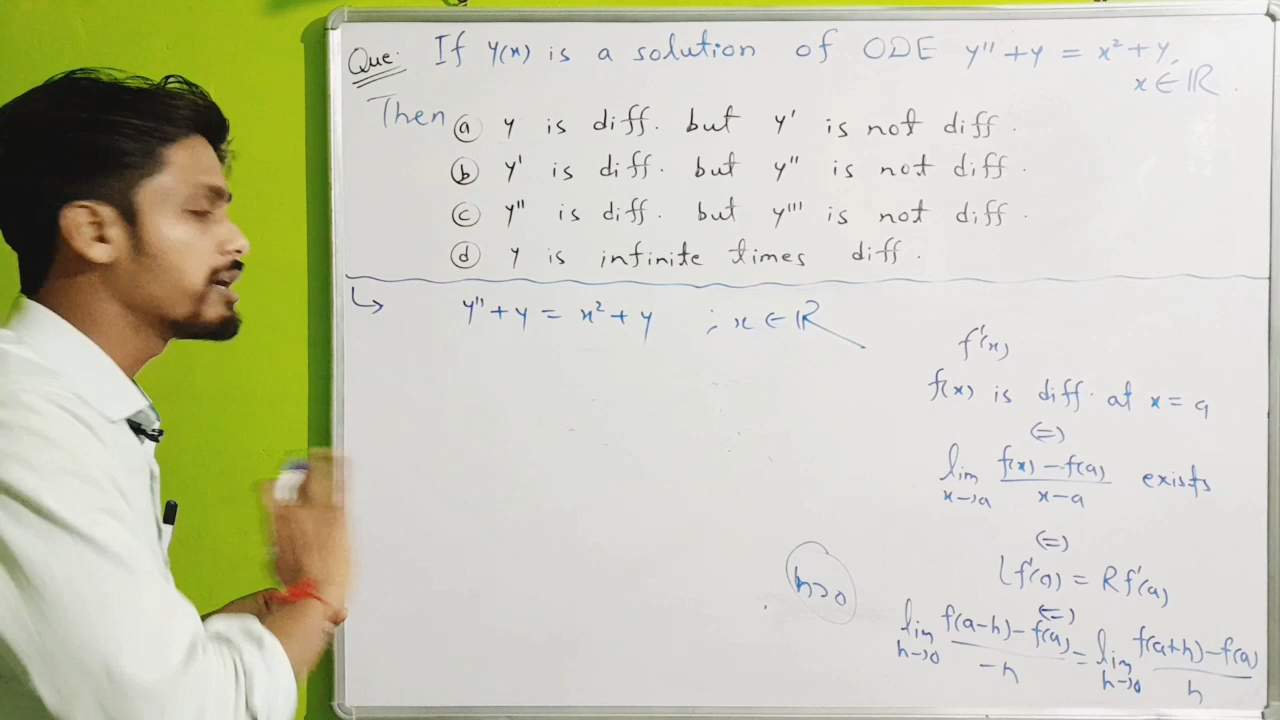 Que: If y(x) is a solution of ODE y'' + y = x² + y,
x ∈ ℝ.
Then (a) y is diff. but y' is not diff.
(b) y' is diff. but y'' is not diff.
(c) y'' is diff. but y''' is not diff.
(d) y is infinite times diff.
↳ y'' + y = x² + y ; x ∈ ℝ
f'(x)
f(x) is diff. at x = a
(=)
lim x→a (f(x) - f(a))/(x - a) exists
(=)
Lf'(a) = Rf'(a)
(=)
h>0
lim h→0 (f(a-h) - f(a))/(-h) = lim h→0 (f(a+h) - f(a))/h